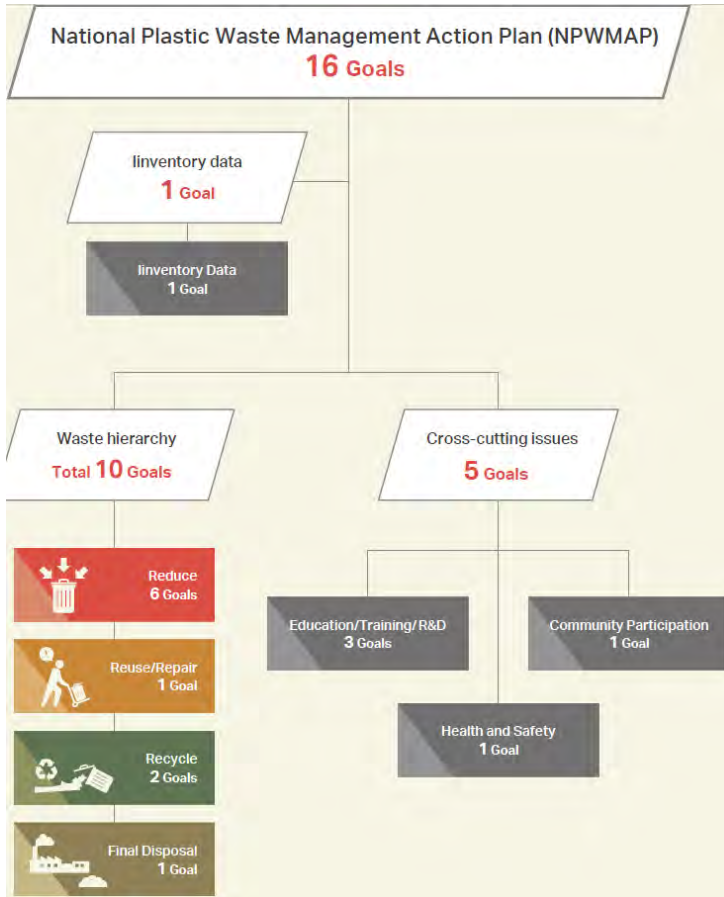 National Plastic Waste Management Action Plan (NPWMAP)
16 Goals
Iinventory data
1 Goal
Iinventory Data
1 Goal
Waste hierarchy
Total 10 Goals
Cross-cutting issues
5 Goals
Reduce
6 Goals
Reuse/Repair
1 Goal
Recycle
2 Goals
Final Disposal
1 Goal
Education/Training/R&D
3 Goals
Community Participation
1 Goal
Health and Safety
1 Goal